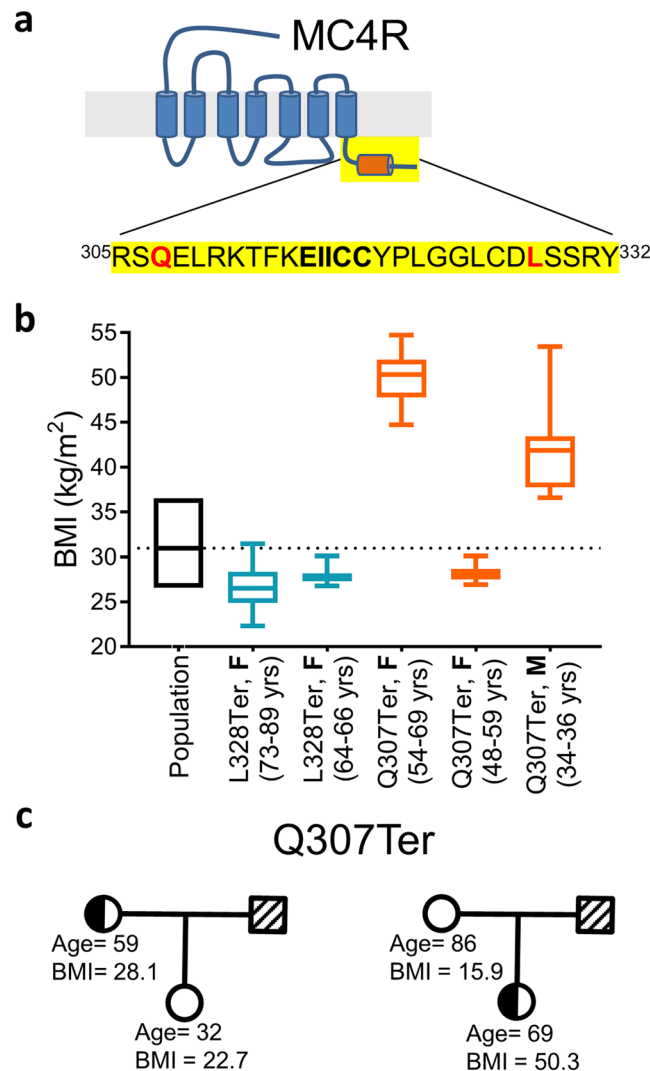 a
MC4R
305RSQELRKTFKEIICCYPLGGLCDLSSRY332
b
BMI (kg/m2)
55
50
45
40
35
30
25
20
Population
L328Ter, F
(73-89 yrs)
L328Ter, F
(64-66 yrs)
Q307Ter, F
(54-69 yrs)
Q307Ter, F
(48-59 yrs)
Q307Ter, M
(34-36 yrs)
c
Q307Ter
Age= 59
BMI= 28.1
Age= 32
BMI = 22.7
Age= 86
BMI = 15.9
Age= 69
BMI = 50.3